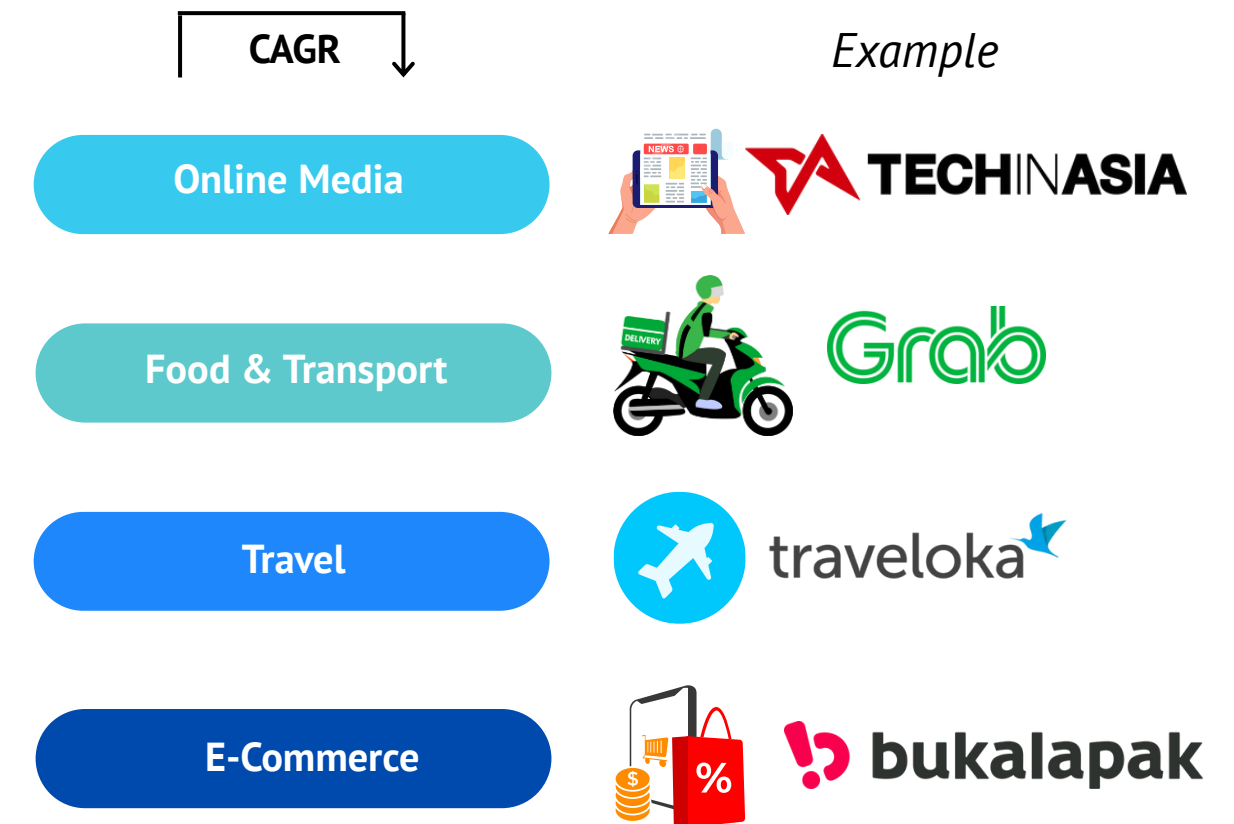 CAGR
Example
Online Media
NEWS
TECHINASIA
Food & Transport
DELIVERY
Grab
Travel
traveloka
E-Commerce
$
%
bukalapak